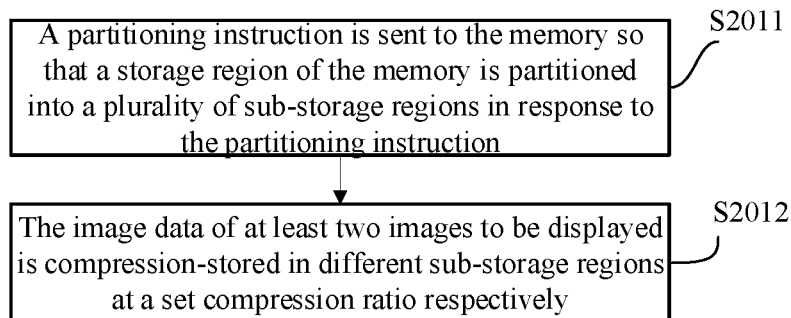 A partitioning instruction is sent to the memory so
that a storage region of the memory is partitioned
into a plurality of sub-storage regions in response to
the partitioning instruction
S2011
The image data of at least two images to be displayed
is compression-stored in different sub-storage regions
at a set compression ratio respectively
S2012